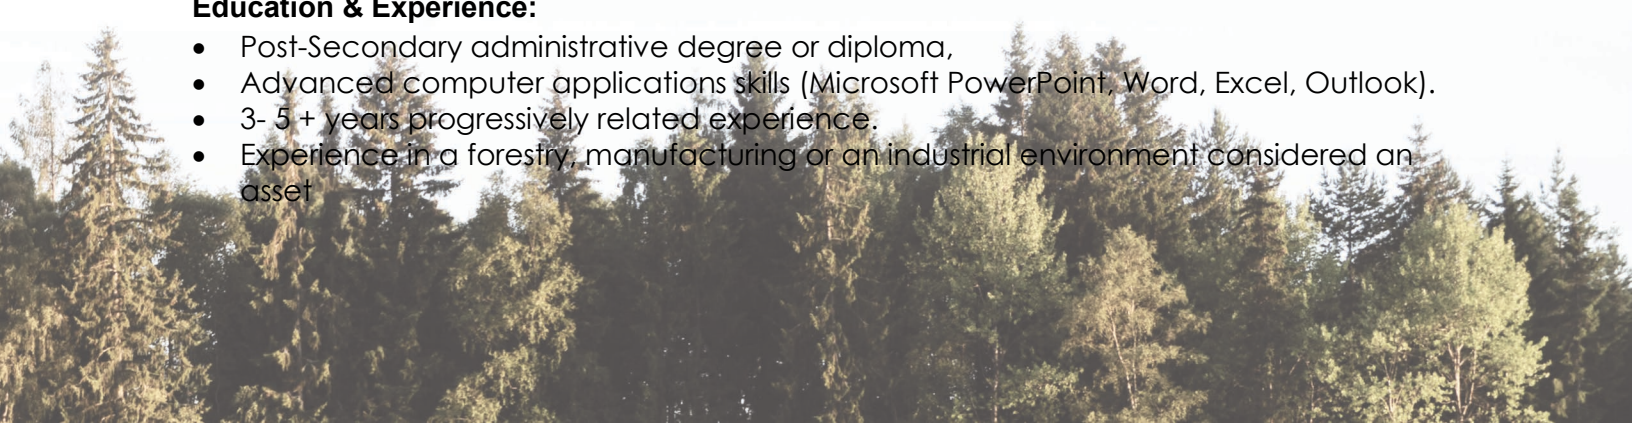 Education & Experience:
• Post-Secondary administrative degree or diploma,
• Advanced computer applications skills (Microsoft PowerPoint, Word, Excel, Outlook).
• 3- 5 + years progressively related experience.
• Experience in a forestry, manufacturing or an industrial environment considered an
asset